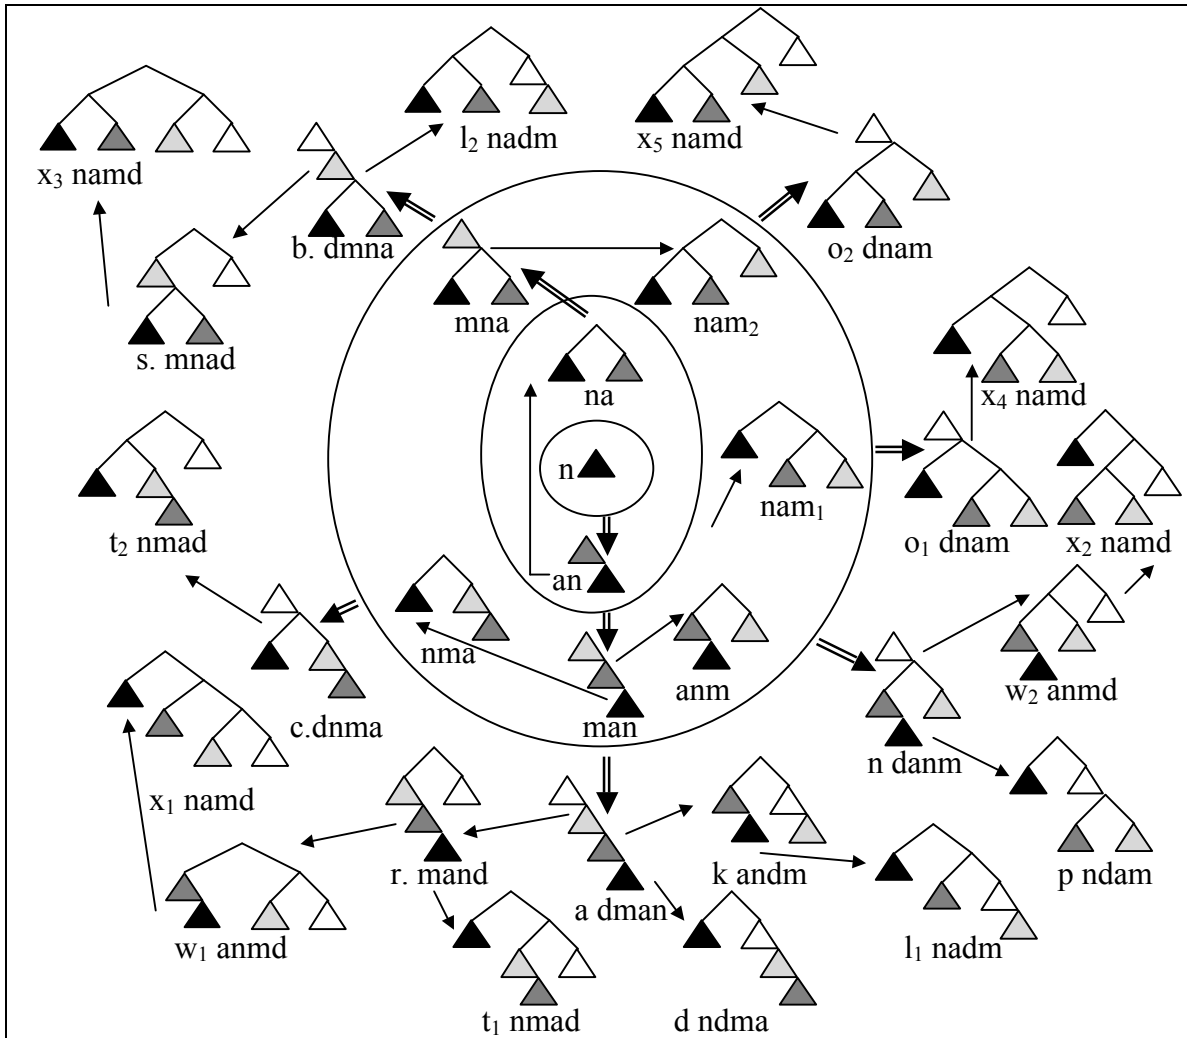 l₂ nadm
x₅ namd
x₃ namd
b. dmna
o₂ dnam
mna
nam₂
s. mnad
na
x₄ namd
n
nam₁
t₂ nmad
o₁ dnam
x₂ namd
an
nma
anm
w₂ anmd
c.dnma
man
n danm
x₁ namd
r. mand
k andm
p ndam
a dman
w₁ anmd
l₁ nadm
t₁ nmad
d ndma